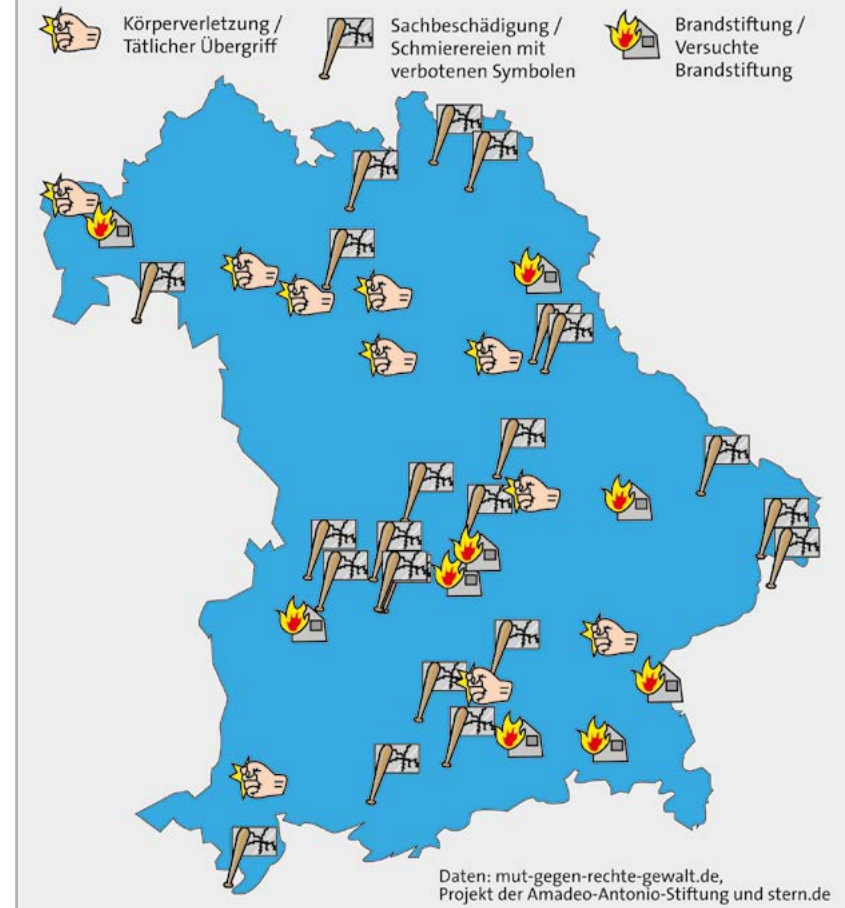 Körperverletzung /
Tätlicher Übergriff
Sachbeschädigung /
Schmierereien mit
verbotenen Symbolen
Brandstiftung /
Versuchte
Brandstiftung
Daten: mut-gegen-rechte-gewalt.de,
Projekt der Amadeo-Antonio-Stiftung und stern.de